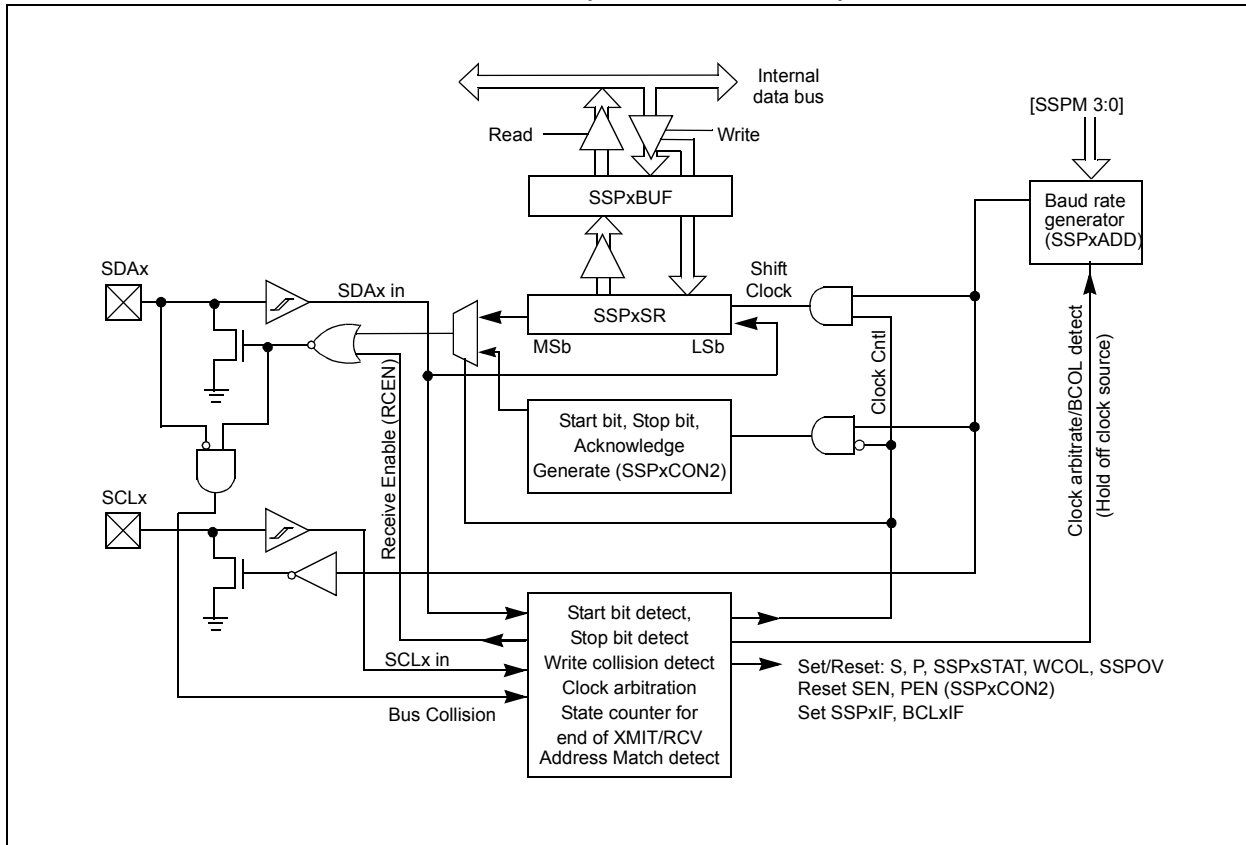 Internal
data bus
[SSPM 3:0]
Read
Write
SSPxBUF
Baud rate
generator
(SSPxADD)
SDAx
SDAx in
Shift
Clock
SSPxSR
MSb
LSb
Receive Enable (RCEN)
Clock Cntl
Clock arbitrate/BCOL detect
(Hold off clock source)
Start bit, Stop bit,
Acknowledge
Generate (SSPxCON2)
SCLx
SCLx in
Bus Collision
Start bit detect,
Stop bit detect
Write collision detect
Clock arbitration
State counter for
end of XMIT/RCV
Address Match detect
Set/Reset: S, P, SSPxSTAT, WCOL, SSPOV
Reset SEN, PEN (SSPxCON2)
Set SSPxIF, BCLxIF